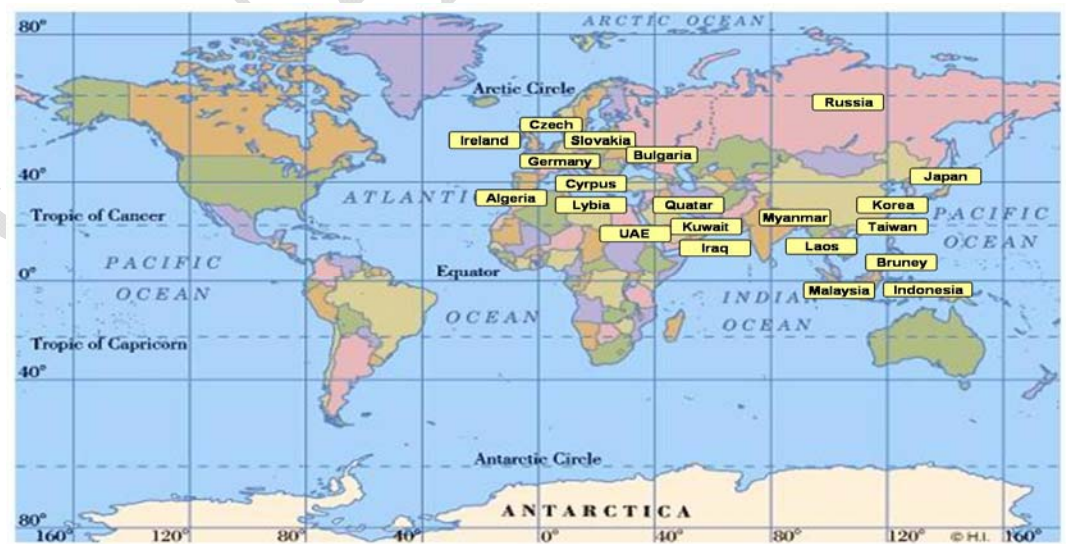 ARCTIC OCEAN
80°
Arctic Circle
Russia
Czech
Ireland
Slovakia
Germany
Bulgaria
40°
Japan
Cyrpus
ATLANTI
Algeria
Lybia
Quatar
Korea
Tropic of Cancer
Myanmar
PACIFIC
OCEAN
Kuwait
Taiwan
UAE
Iraq
Laos
PACIFIC
OCEAN
Equator
Bruney
0°
Malaysia
Indonesia
INDIAN
OCEAN
OCEAN
Tropic of Capricorn
40°
Antarctic Circle
ANTARCTICA
80°
160° 120° 80° 40° 0° 40° 80° 120° © H.I. 160°